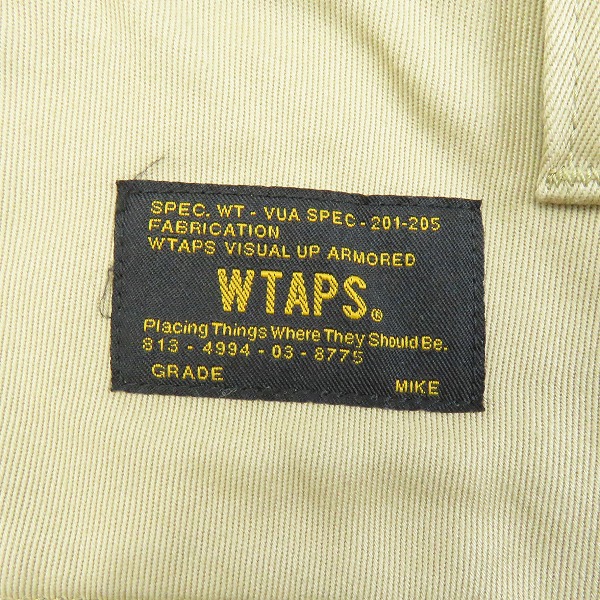 SPEC. WT - VUA SPEC - 201-205
FABRICATION
WTAPS VISUAL UP ARMORED
WTAPS®
Placing Things Where They Should Be.
813 - 4994 - 03 - 8775
GRADE MIKE